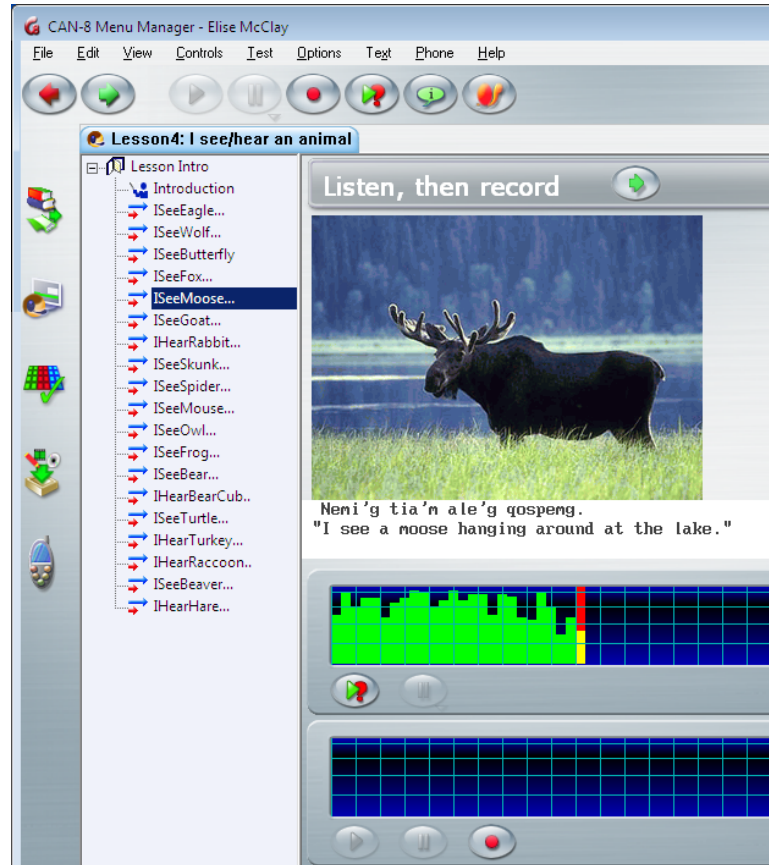 CAN-8 Menu Manager - Elise McClay
File Edit View Controls Test Options Text Phone Help
Lesson4: I see/hear an animal
Lesson Intro
Introduction
ISeeEagle...
ISeeWolf...
ISeeButterfly
ISeeFox...
ISeeMoose...
ISeeGoat...
IHearRabbit...
ISeeSkunk...
ISeeSpider...
ISeeMouse...
ISeeOwl...
ISeeFrog...
ISeeBear...
IHearBearCub..
ISeeTurtle...
IHearTurkey...
IHearRaccoon..
ISeeBeaver...
IHearHare...
Listen, then record
Nemi'g tia'm ale'g qospemg.
"I see a moose hanging around at the lake."